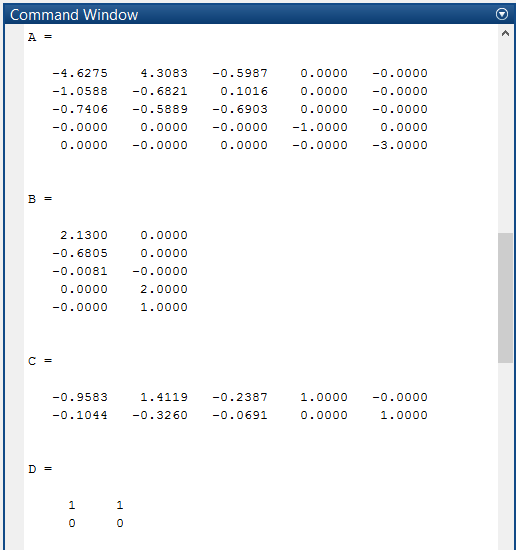 Command Window
A =
-4.6275 4.3083 -0.5987 0.0000 -0.0000
-1.0588 -0.6821 0.1016 0.0000 -0.0000
-0.7406 -0.5889 -0.6903 0.0000 -0.0000
-0.0000 0.0000 -0.0000 -1.0000 0.0000
0.0000 -0.0000 0.0000 -0.0000 -3.0000
B =
2.1300 0.0000
-0.6805 0.0000
-0.0081 -0.0000
0.0000 2.0000
-0.0000 1.0000
C =
-0.9583 1.4119 -0.2387 1.0000 -0.0000
-0.1044 -0.3260 -0.0691 0.0000 1.0000
D =
1 1
0 0